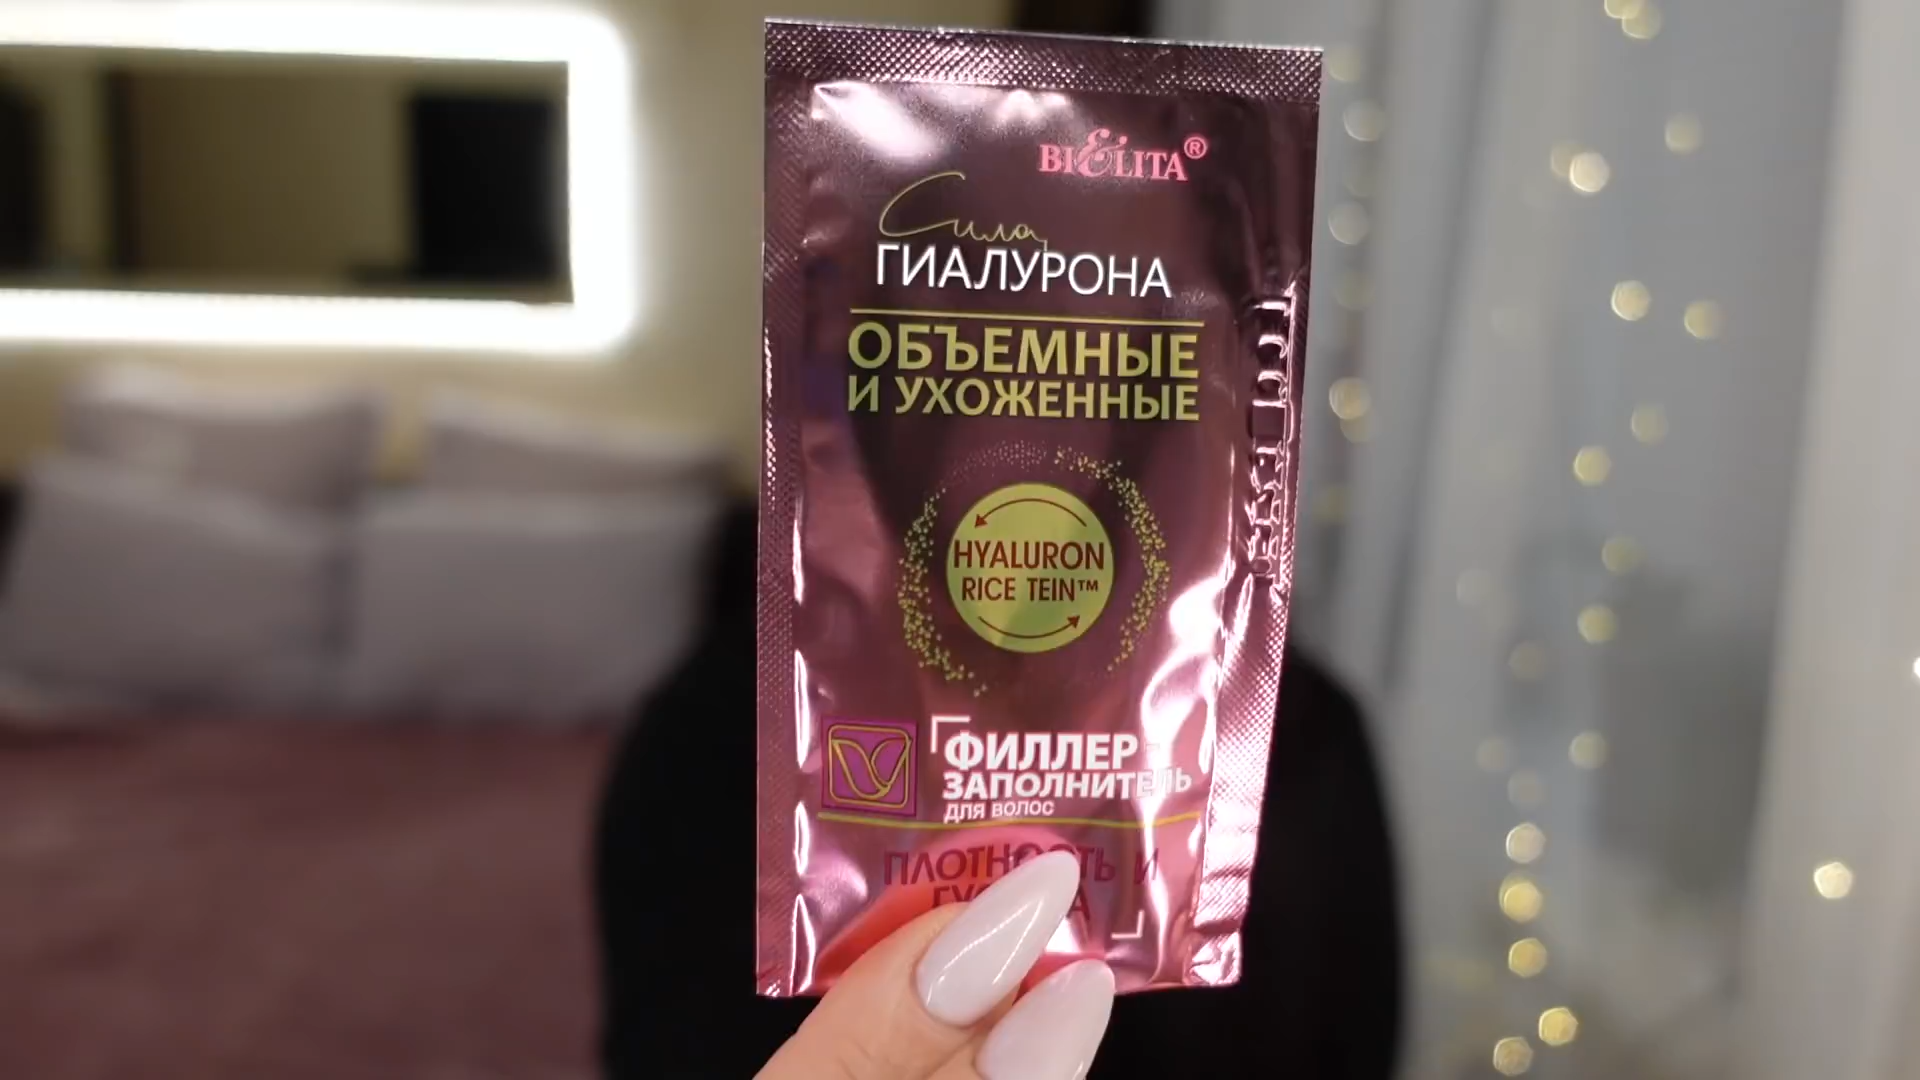 BIELITA®
Сила
ГИАЛУРОНА
ОБЪЕМНЫЕ
И УХОЖЕННЫЕ
HYALURON
RICE TEIN™
ФИЛЛЕР-
ЗАПОЛНИТЕЛЬ
ДЛЯ ВОЛОС
ПЛОТНОСТЬ И